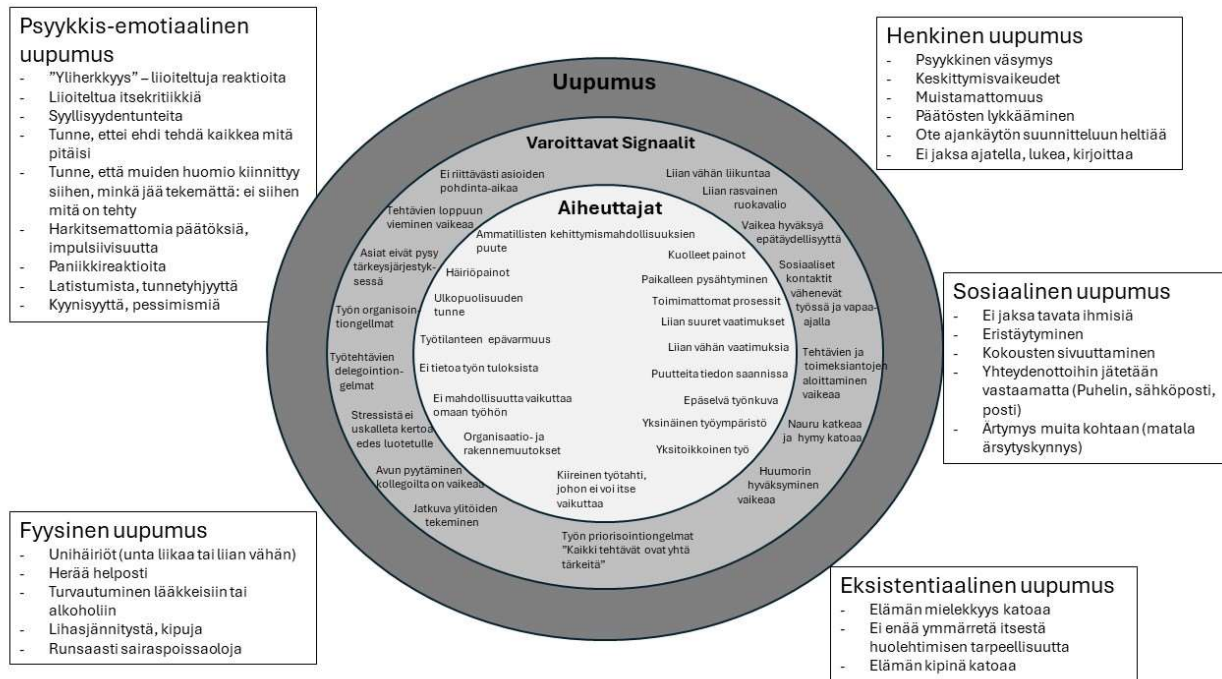 Psyykkis-emotiaalinen
uupumus
- "Yliherkkyys" – liioiteltuja reaktioita
- Liioiteltua itsekritiikkiä
- Syyllisyydentunteita
- Tunne, ettei ehdi tehdä kaikkea mitä
pitäisi
- Tunne, että muiden huomio kiinnittyy
siihen, minkä jää tekemättä: ei siihen
mitä on tehty
- Harkitsemattomia päätöksiä,
impulsiivisuutta
- Paniikkireaktioita
- Latistumista, tunnetyhjyyttä
- Kyynisyyttä, pessimismiä
Henkinen uupumus
- Psyykkinen väsymys
- Keskittymisvaikeudet
- Muistamattomuus
- Päätösten lykkääminen
- Ote ajankäytön suunnitteluun heltiää
- Ei jaksa ajatella, lukea, kirjoittaa
Uupumus
Varoittavat Signaalit
Ei riittävästi asioiden
pohdinta-aikaa
Tehtävien loppuun
vieminen vaikeaa
Asiat eivät pysy
tärkeysjärjestyk-
sessä
Työn organisoin-
tiongellmat
Työtehtävien
delegointion-
gelmat
Stressistä ei
uskalleta kertoa
edes luotetulle
Avun pyytäminen
kollegoilta on vaikeaa
Jatkuva ylitöiden
tekeminen
Työn priorisointiongelmat
"Kaikki tehtävät ovat yhtä
tärkeitä"
Liian vähän liikuntaa
Liian rasvainen
ruokavalio
Vaikea hyväksyä
epätäydellisyyttä
Sosiaaliset
kontaktit
vähenevät
työssä ja vapaa-
ajalla
Tehtävien ja
toimeksiantojen
aloittaminen
vaikeaa
Nauru katkeaa
ja hymy katoaa
Huumorin
hyväksyminen
vaikeaa
Aiheuttajat
Ammatillisten kehittymismahdollisuuksien
puute
Häiriöpainot
Ulkopuolisuuden
tunne
Työtilanteen epävarmuus
Ei tietoa työn tuloksista
Ei mahdollisuutta vaikuttaa
omaan työhön
Organisaatio- ja
rakennemuutokset
Kiireinen työtahti,
johon ei voi itse
vaikuttaa
Kuolleet painot
Paikalleen pysähtyminen
Toimimattomat prosessit
Liian suuret vaatimukset
Liian vähän vaatimuksia
Puutteita tiedon saannissa
Epäselvä työnkuva
Yksinäinen työympäristö
Yksitoikkoinen työ
Sosiaalinen uupumus
- Ei jaksa tavata ihmisiä
- Eristäytyminen
- Kokousten sivuuttaminen
- Yhteydenottoihin jätetään
vastaamatta (Puhelin, sähköposti,
posti)
- Ärtymys muita kohtaan (matala
ärsytyskynnys)
Fyysinen uupumus
- Unihäiriöt (unta liikaa tai liian vähän)
- Herää helposti
- Turvautuminen lääkkeisiin tai
alkoholiin
- Lihasjännitystä, kipuja
- Runsaasti sairaspoissaoloja
Eksistentiaalinen uupumus
- Elämän mielekkyys katoaa
- Ei enää ymmärretä itsestä
huolehtimisen tarpeellisuutta
- Elämän kipinä katoaa